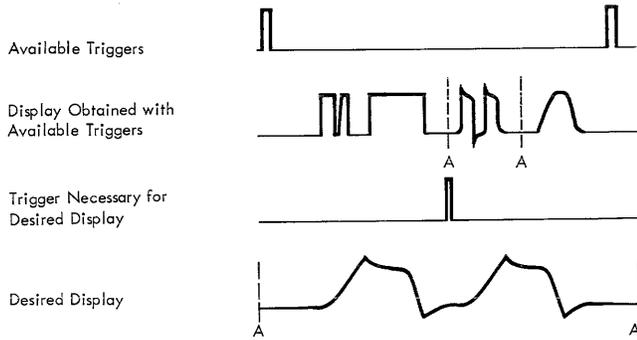 Available Triggers
Display Obtained with
Available Triggers
A
A
Trigger Necessary for
Desired Display
Desired Display
A
A